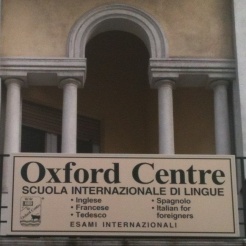 Oxford Centre
SCUOLA INTERNAZIONALE DI LINGUE
• Inglese
• Francese
• Tedesco
• Spagnolo
• Italian for
foreigners
ESAMI INTERNAZIONALI